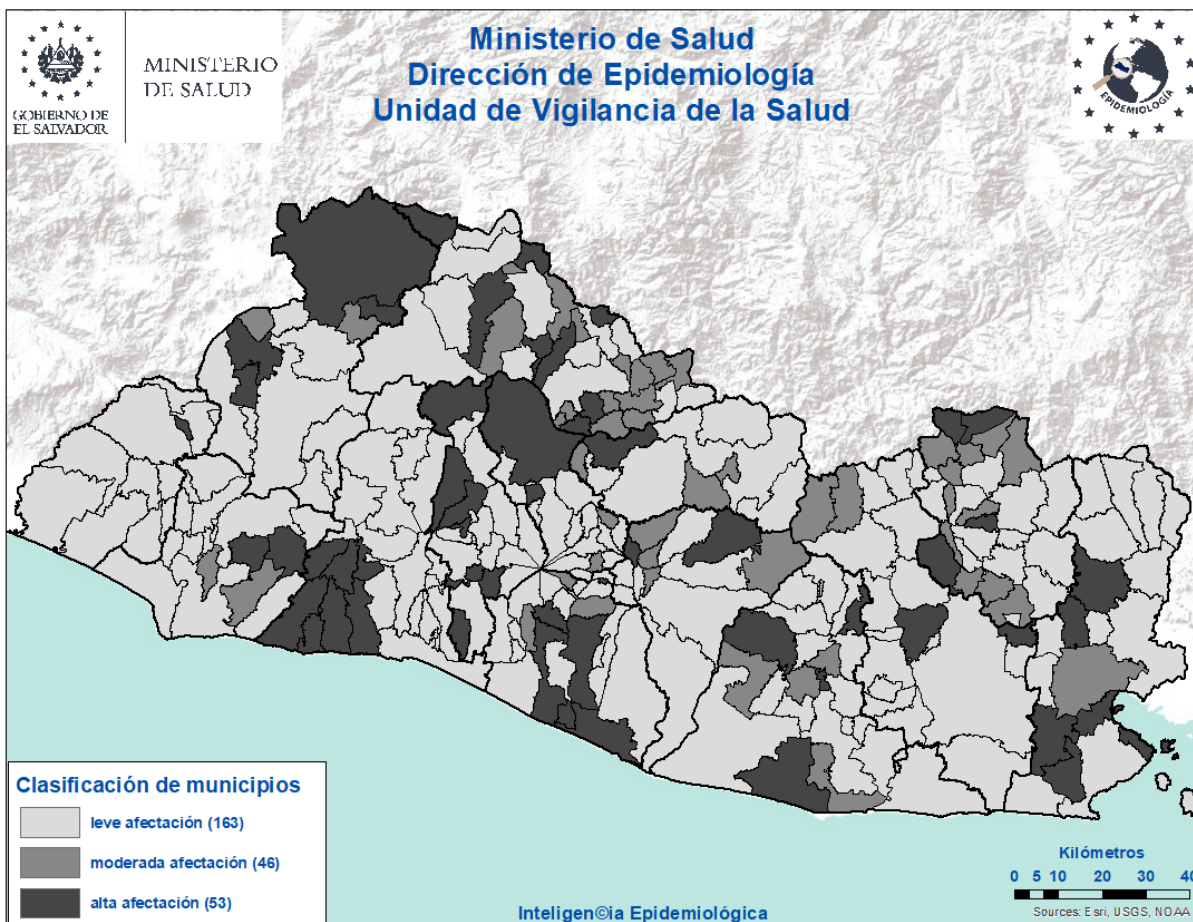 Ministerio de Salud
Dirección de Epidemiología
Unidad de Vigilancia de la Salud
GOBIERNO DE
EL SALVADOR
MINISTERIO
DE SALUD
EPIDEMIOLOGÍA
Clasificación de municipios
leve afectación (163)
moderada afectación (46)
alta afectación (53)
Inteligen©ia Epidemiológica
Kilómetros
0 5 10 20 30 40
Sources: Esri, USGS, NOAA